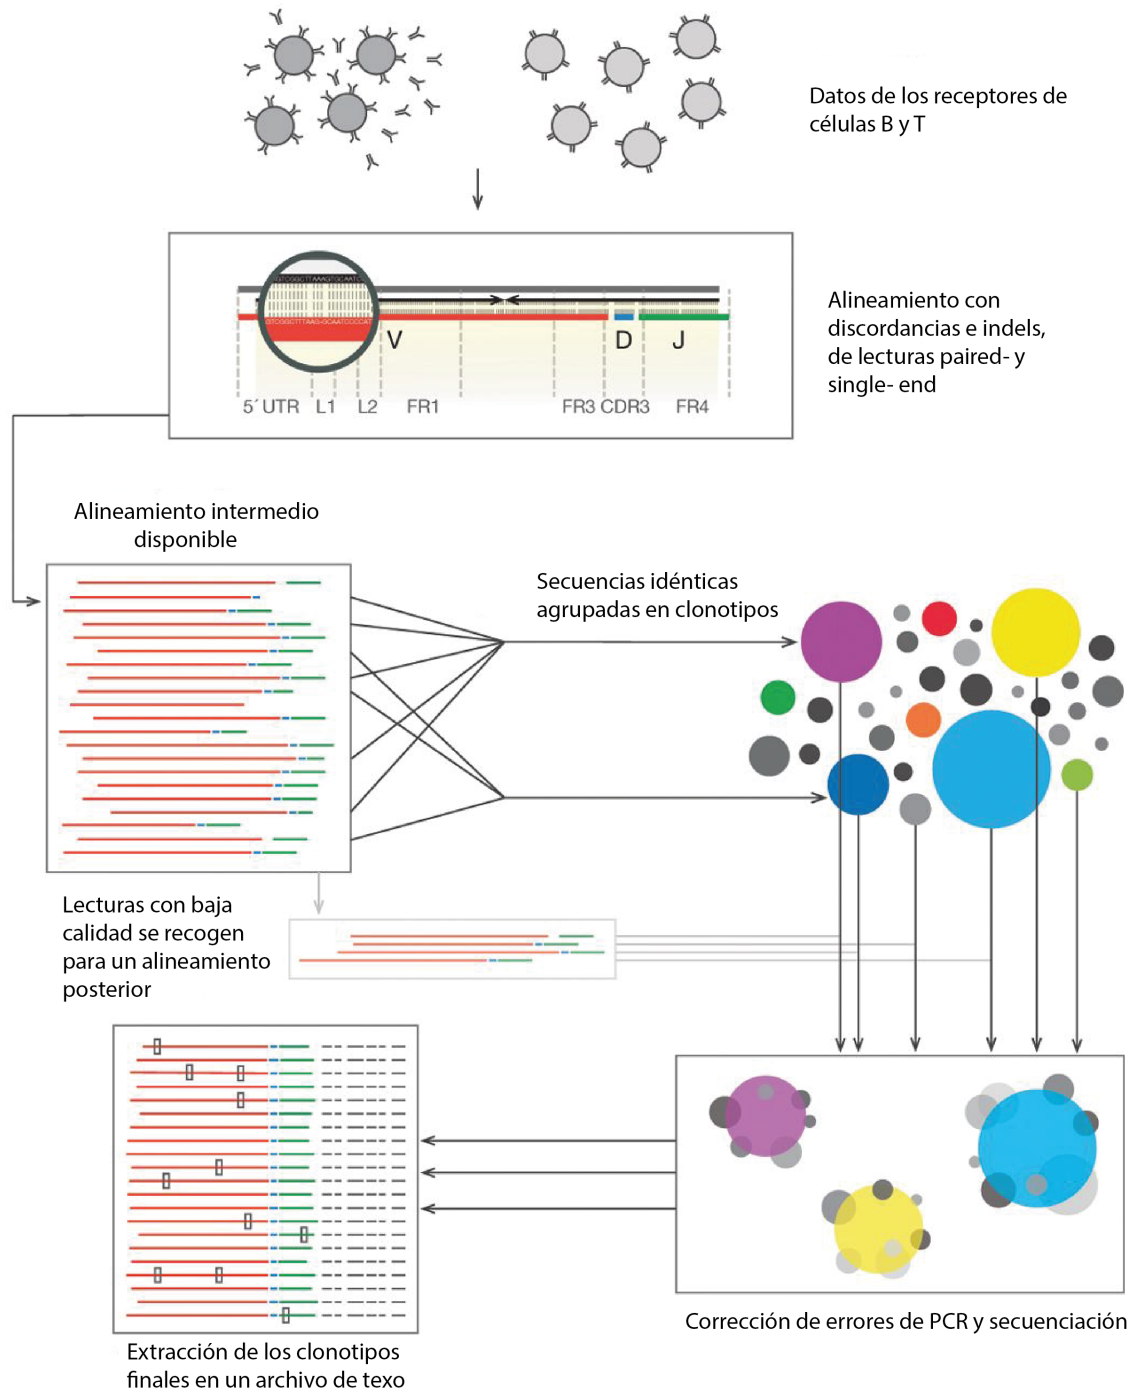 Datos de los receptores de
células B y T
GTCGGCTTAAAGTGCAATC
GTCGGCTTTAAG-GCAATCCCCAT
V
D
J
5´ UTR
L1
L2
FR1
FR3
CDR3
FR4
Alineamiento con
discordancias e indels,
de lecturas paired- y
single- end
Alineamiento intermedio
disponible
Secuencias idénticas
agrupadas en clonotipos
Lecturas con baja
calidad se recogen
para un alineamiento
posterior
Corrección de errores de PCR y secuenciación
Extracción de los clonotipos
finales en un archivo de texo